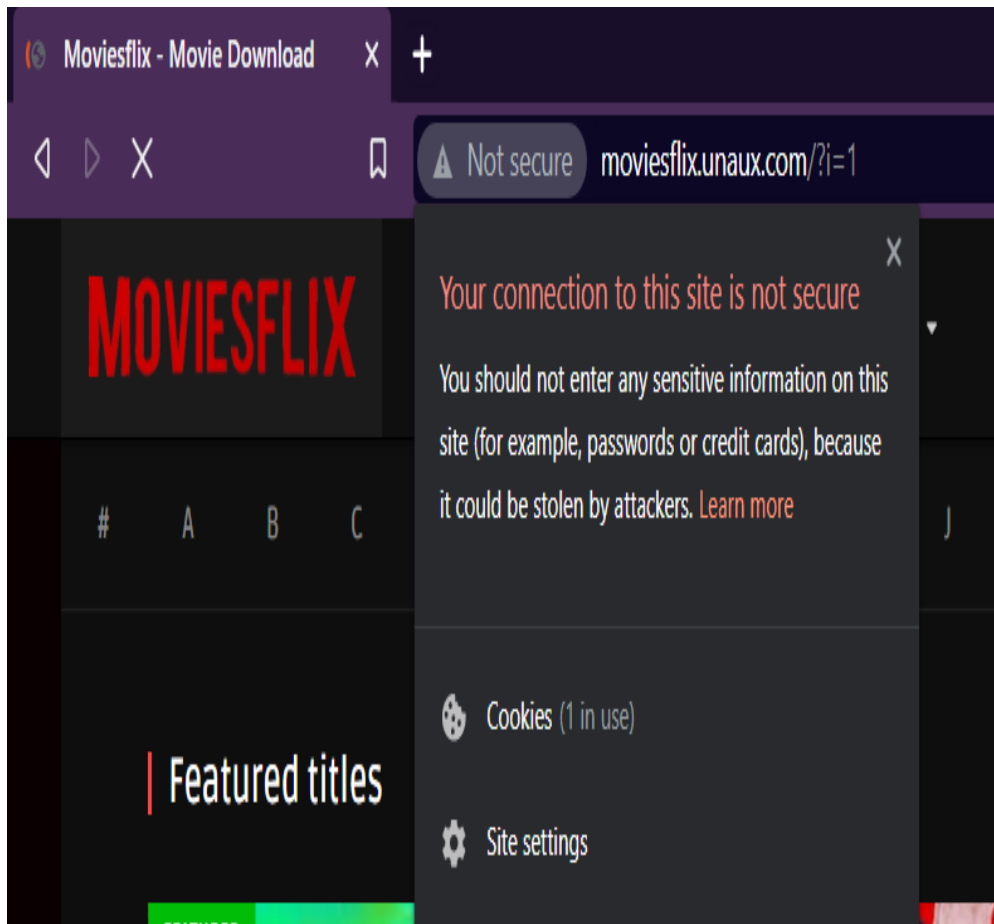 Moviesflix - Movie Download
Not secure moviesflix.unaux.com/?i=1
MOVIESFLIX
Your connection to this site is not secure
You should not enter any sensitive information on this
site (for example, passwords or credit cards), because
it could be stolen by attackers. Learn more
# A B C J
Cookies (1 in use)
Featured titles
Site settings